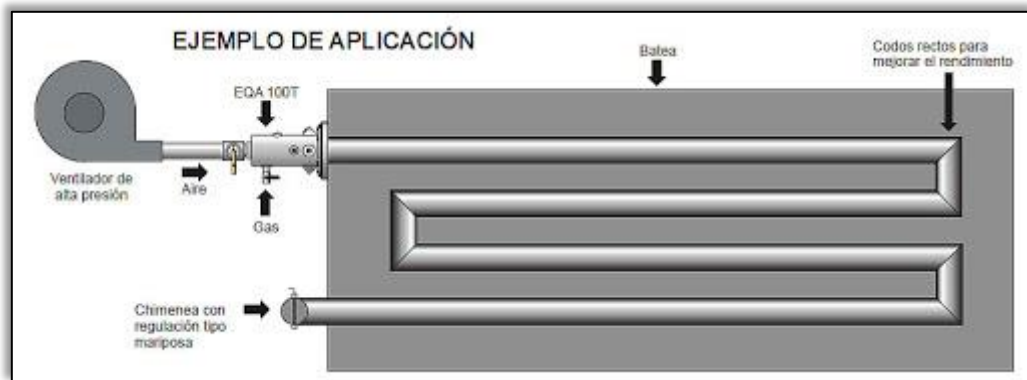 EJEMPLO DE APLICACIÓN
EQA 100T
Batea
Codos rectos para
mejorar el rendimiento
Ventilador de
alta presión
Aire
Gas
Chimenea con
regulación tipo
mariposa